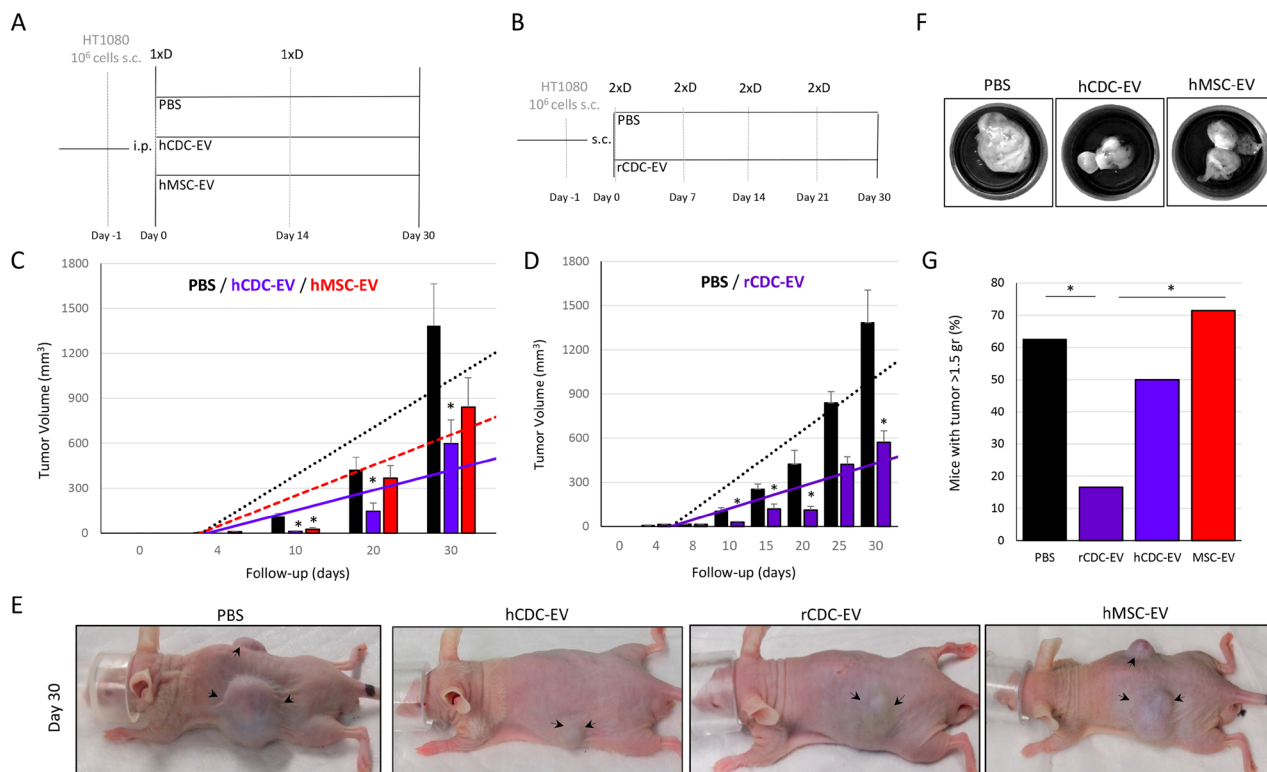 A
HT1080
10⁶ cells s.c.
1xD
1xD
PBS
i.p.
hCDC-EV
hMSC-EV
Day -1
Day 0
Day 14
Day 30
B
HT1080
10⁶ cells s.c.
2xD
2xD
2xD
2xD
PBS
s.c.
rCDC-EV
Day -1
Day 0
Day 7
Day 14
Day 21
Day 30
F
PBS
hCDC-EV
hMSC-EV
C
PBS / hCDC-EV / hMSC-EV
Tumor Volume (mm³)
1800
1500
1200
900
600
300
0
*
*
*
*
0
4
10
20
30
Follow-up (days)
D
PBS / rCDC-EV
Tumor Volume (mm³)
1800
1500
1200
900
600
300
0
*
*
*
*
0
4
8
10
15
20
25
30
Follow-up (days)
G
Mice with tumor >1.5 gr (%)
80
70
60
50
40
30
20
10
0
*
*
PBS
rCDC-EV
hCDC-EV
MSC-EV
E
Day 30
PBS
hCDC-EV
rCDC-EV
hMSC-EV